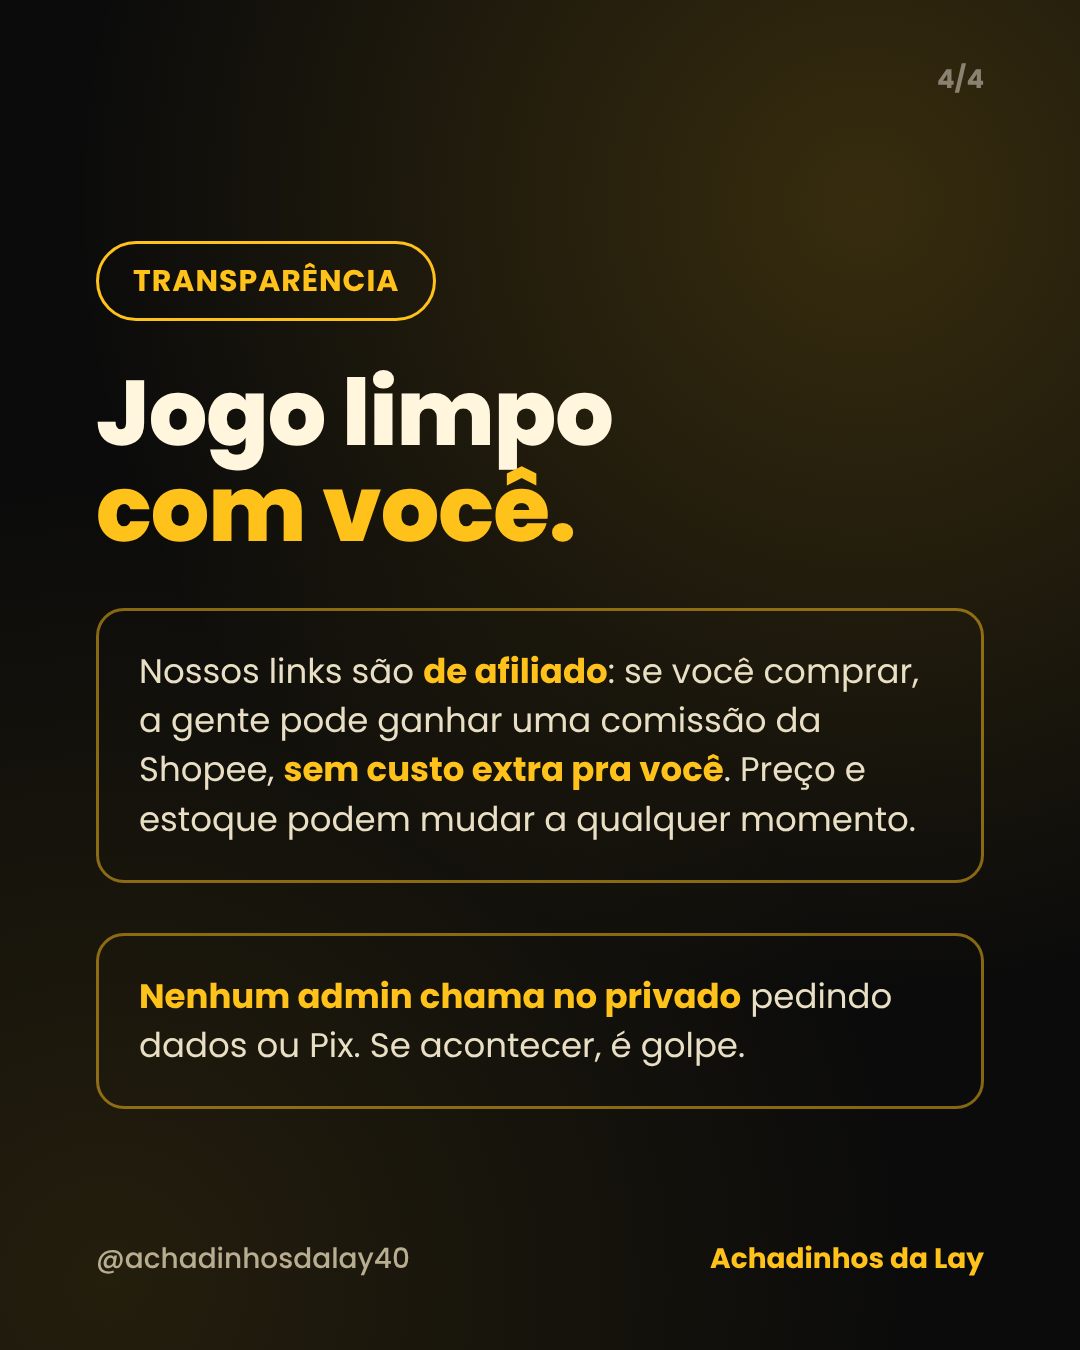 4/4
TRANSPARÊNCIA
Jogo limpo
com você.
Nossos links são de afiliado: se você comprar,
a gente pode ganhar uma comissão da
Shopee, sem custo extra pra você. Preço e
estoque podem mudar a qualquer momento.
Nenhum admin chama no privado pedindo
dados ou Pix. Se acontecer, é golpe.
@achadinhosdalay40
Achadinhos da Lay